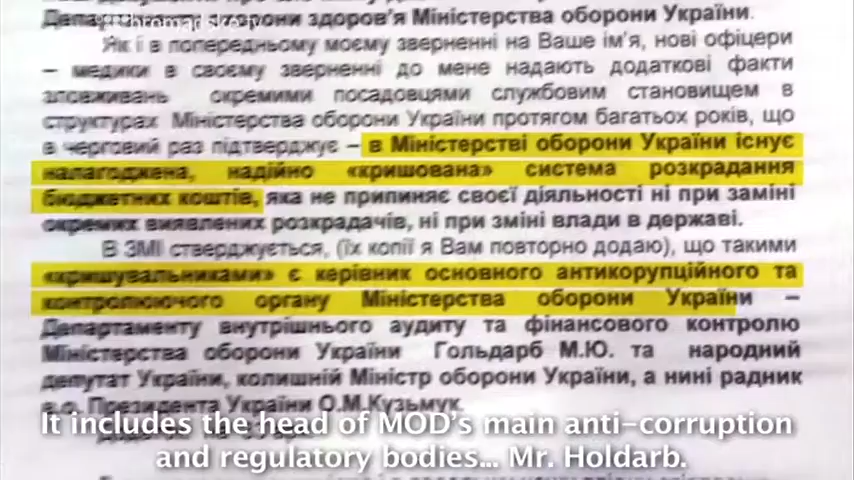 Департамент охорони здоров'я Міністерства оборони України.
Як і в попередньому моєму зверненні на Ваше ім'я, нові офіцери
– медики в своєму зверненні до мене надають додаткові факти
зловживань окремими посадовцями службовим становищем в
структурах Міністерства оборони України протягом багатьох років, що
в черговий раз підтверджує – в Міністерстві оборони України існує
налагоджена, надійно «кришована» система розкрадання
бюджетних коштів, яка не припиняє своєї діяльності ні при заміні
окремих виявлених розкрадачів, ні при зміні влади в державі.
В ЗМІ стверджується, (їх копії я Вам повторно додаю), що такими
«кришувальниками» є керівник основного антикорупційного та
контролюючого органу Міністерства оборони України –
Департаменту внутрішнього аудиту та фінансового контролю
Міністерства оборони України Гольдарб М.Ю. та народний
депутат України, колишній Міністр оборони України, а нині радник
в.о. Президента України О.М.Кузьмук.
It includes the head of MOD's main anti-corruption
and regulatory bodies... Mr. Holdarb.